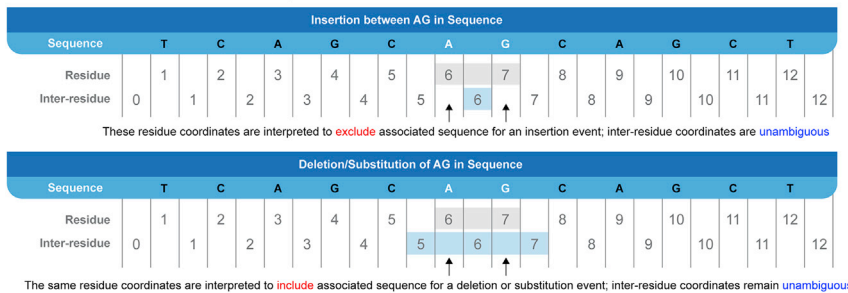 Insertion between AG in Sequence
Sequence T C A G C A G C A G C T
Residue 1 2 3 4 5 6 7 8 9 10 11 12
Inter-residue 0 1 2 3 4 5 6 7 8 9 10 11 12
These residue coordinates are interpreted to exclude associated sequence for an insertion event; inter-residue coordinates are unambiguous
Deletion/Substitution of AG in Sequence
Sequence T C A G C A G C A G C T
Residue 1 2 3 4 5 6 7 8 9 10 11 12
Inter-residue 0 1 2 3 4 5 6 7 8 9 10 11 12
The same residue coordinates are interpreted to include associated sequence for a deletion or substitution event; inter-residue coordinates remain unambiguous